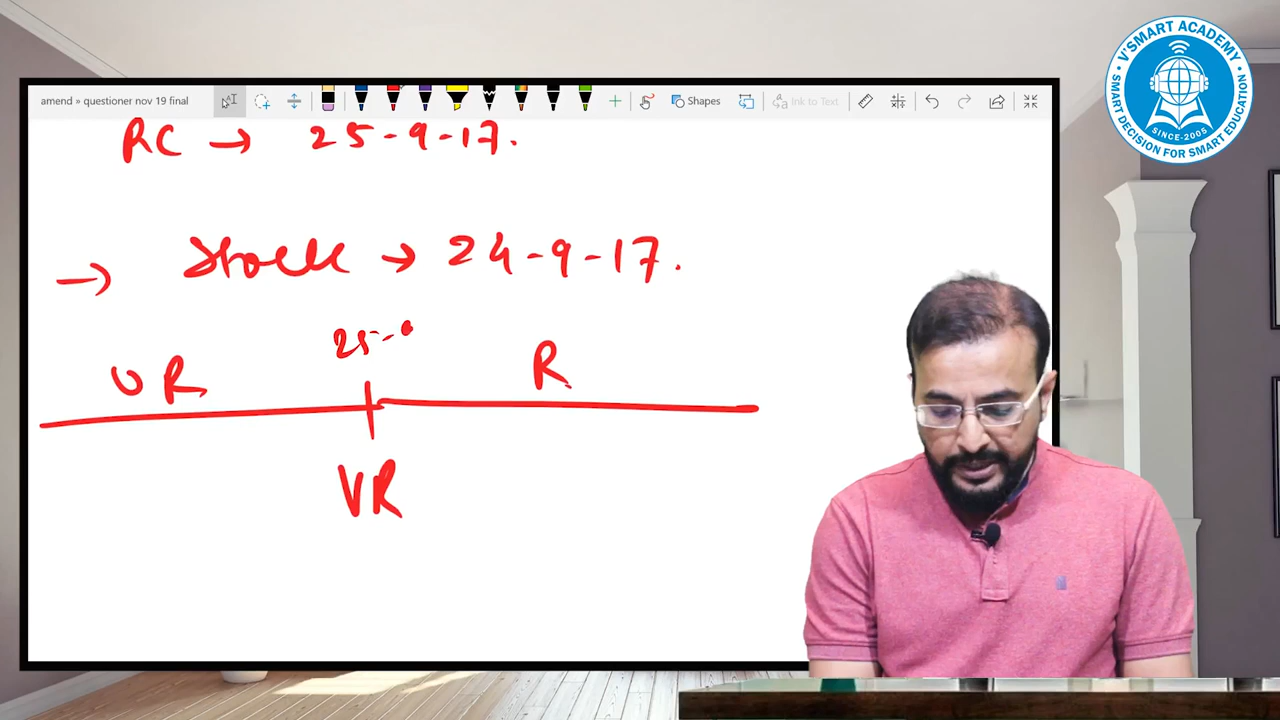 amend » questioner nov 19 final
Shapes
Ink to Text
RC → 25-9-17.
→ Stock → 24-9-17.
25-
UR R
VR
V'SMART ACADEMY
SINCE-2005
SMART DECISION FOR SMART EDUCATION